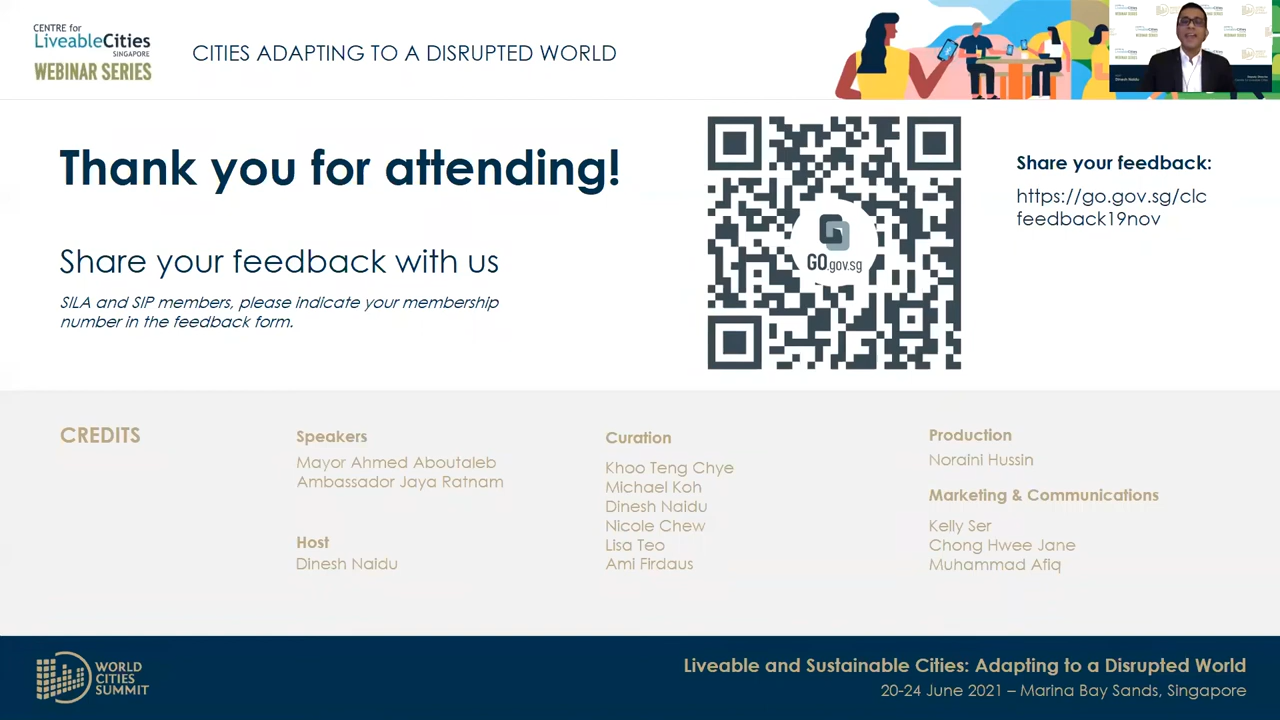 CENTRE for
LiveableCities
SINGAPORE
WEBINAR SERIES
CITIES ADAPTING TO A DISRUPTED WORLD
Dinesh Naidu
Thank you for attending!
Share your feedback with us
SILA and SIP members, please indicate your membership
number in the feedback form.
GO.gov.sg
Share your feedback:
https://go.gov.sg/clc
feedback19nov
CREDITS
Speakers
Mayor Ahmed Aboutaleb
Ambassador Jaya Ratnam
Host
Dinesh Naidu
Curation
Khoo Teng Chye
Michael Koh
Dinesh Naidu
Nicole Chew
Lisa Teo
Ami Firdaus
Production
Noraini Hussin
Marketing & Communications
Kelly Ser
Chong Hwee Jane
Muhammad Afiq
WORLD
CITIES
SUMMIT
Liveable and Sustainable Cities: Adapting to a Disrupted World
20-24 June 2021 – Marina Bay Sands, Singapore